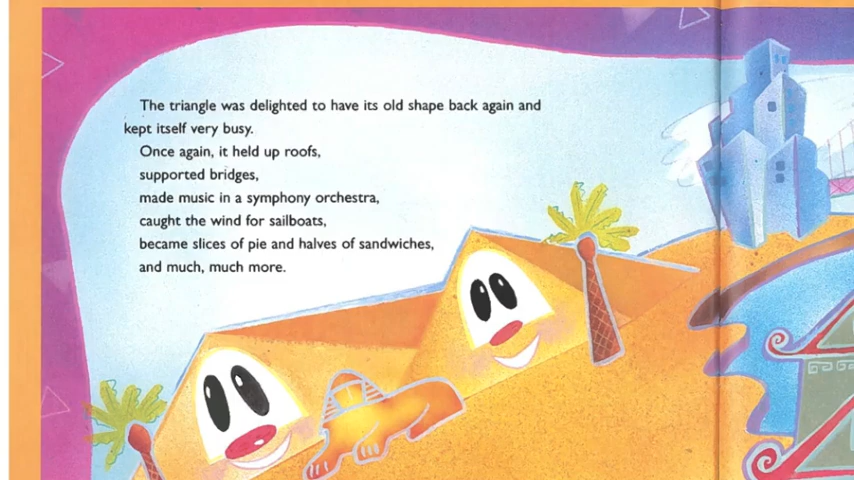 The triangle was delighted to have its old shape back again and
kept itself very busy.
Once again, it held up roofs,
supported bridges,
made music in a symphony orchestra,
caught the wind for sailboats,
became slices of pie and halves of sandwiches,
and much, much more.